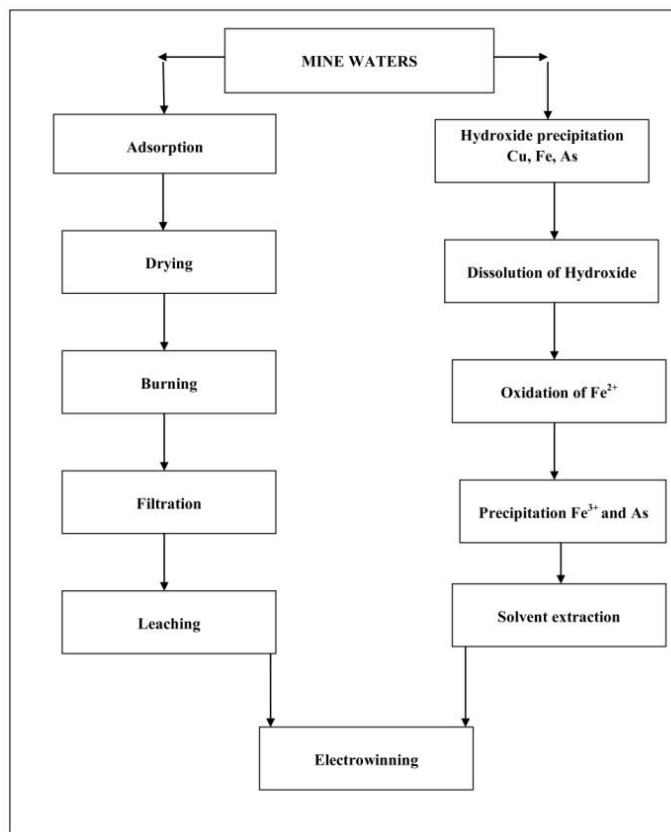 MINE WATERS
Adsorption
Drying
Burning
Filtration
Leaching
Hydroxide precipitation
Cu, Fe, As
Dissolution of Hydroxide
Oxidation of Fe²⁺
Precipitation Fe³⁺ and As
Solvent extraction
Electrowinning